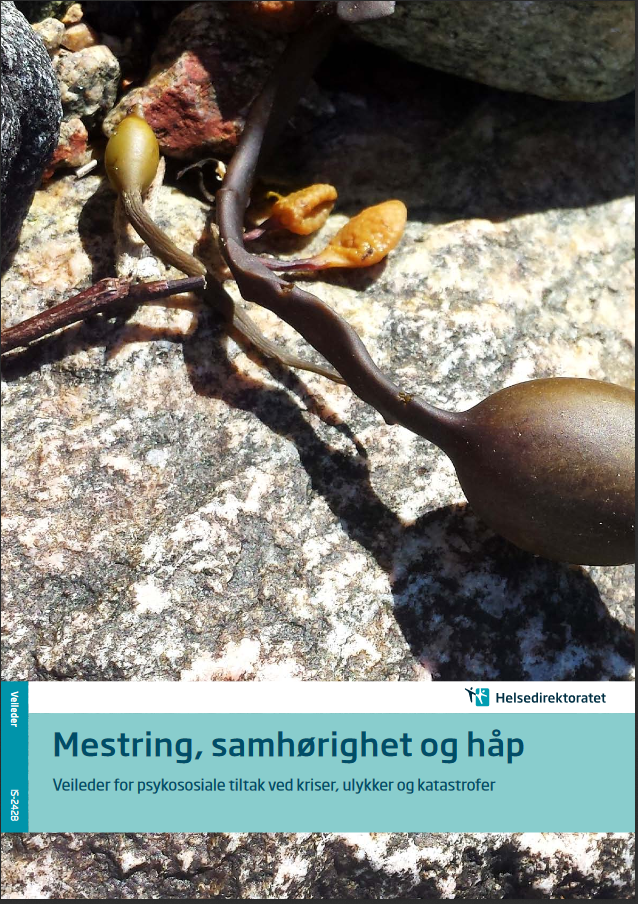 Helsedirektoratet
Veileder
IS-2428
Mestring, samhørighet og håp
Veileder for psykososiale tiltak ved kriser, ulykker og katastrofer